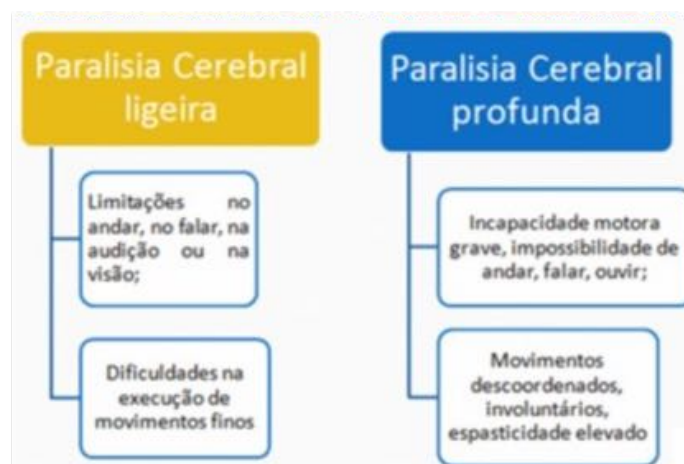 Paralisia Cerebral
ligeira
Limitações no
andar, no falar, na
audição ou na
visão;
Dificuldades na
execução de
movimentos finos
Paralisia Cerebral
profunda
Incapacidade motora
grave, impossibilidade de
andar, falar, ouvir;
Movimentos
descoordenados,
involuntários,
espasticidade elevado